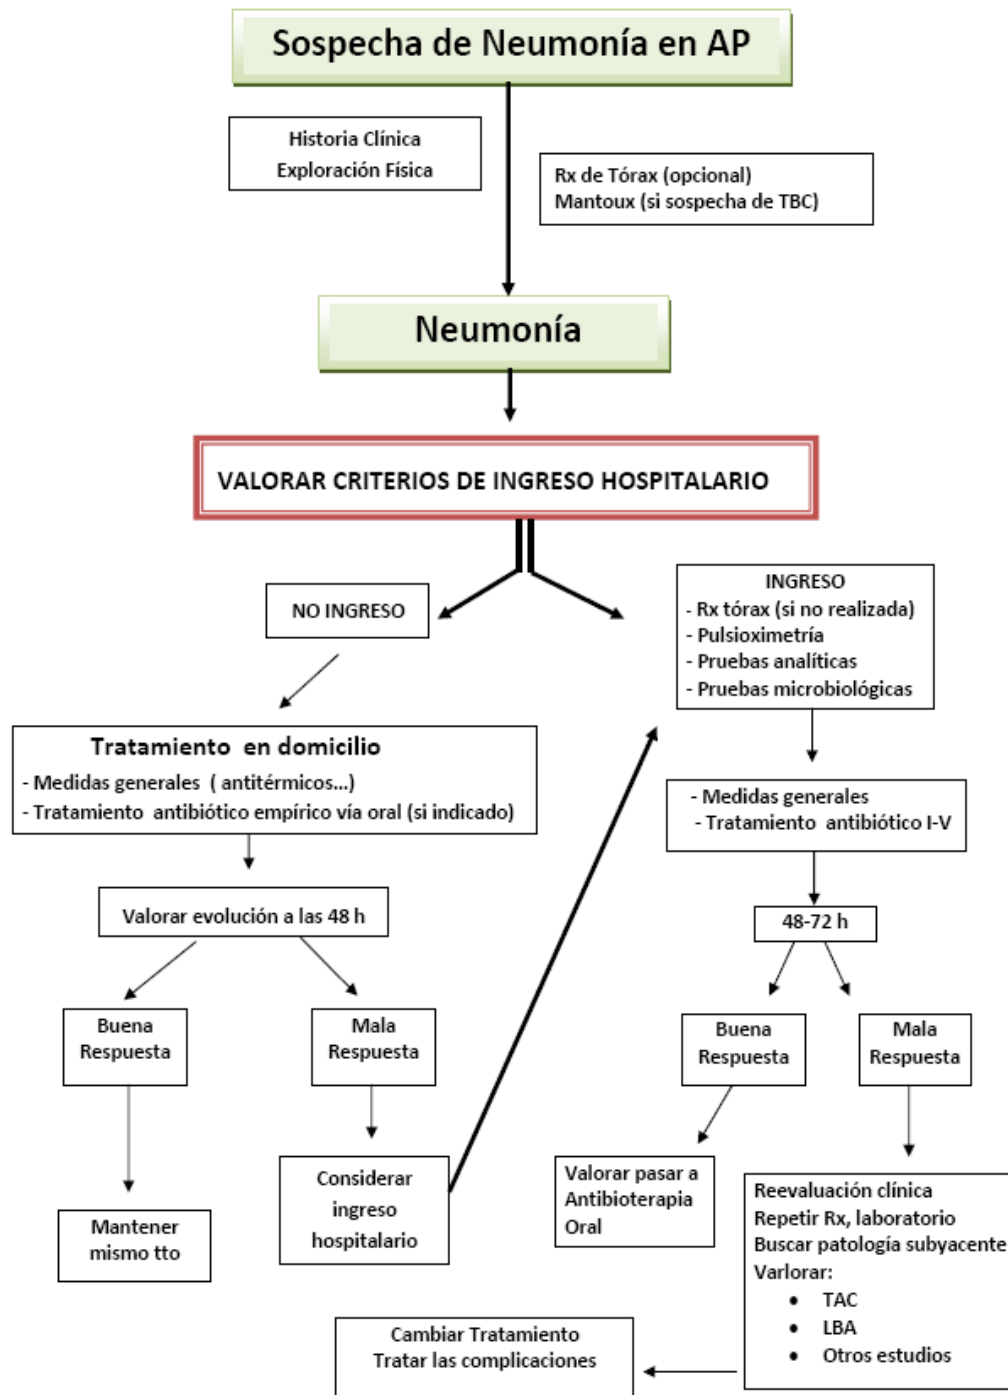 Sospecha de Neumonía en AP
Historia Clínica
Exploración Física
Rx de Tórax (opcional)
Mantoux (si sospecha de TBC)
Neumonía
VALORAR CRITERIOS DE INGRESO HOSPITALARIO
NO INGRESO
INGRESO
- Rx tórax (si no realizada)
- Pulsioximetría
- Pruebas analíticas
- Pruebas microbiológicas
Tratamiento en domicilio
- Medidas generales ( antitérmicos...)
- Tratamiento antibiótico empírico vía oral (si indicado)
- Medidas generales
- Tratamiento antibiótico I-V
Valorar evolución a las 48 h
48-72 h
Buena
Respuesta
Mala
Respuesta
Buena
Respuesta
Mala
Respuesta
Mantener
mismo tto
Considerar
ingreso
hospitalario
Valorar pasar a
Antibioterapia
Oral
Reevaluación clínica
Repetir Rx, laboratorio
Buscar patología subyacente
Varlorar:
• TAC
• LBA
• Otros estudios
Cambiar Tratamiento
Tratar las complicaciones